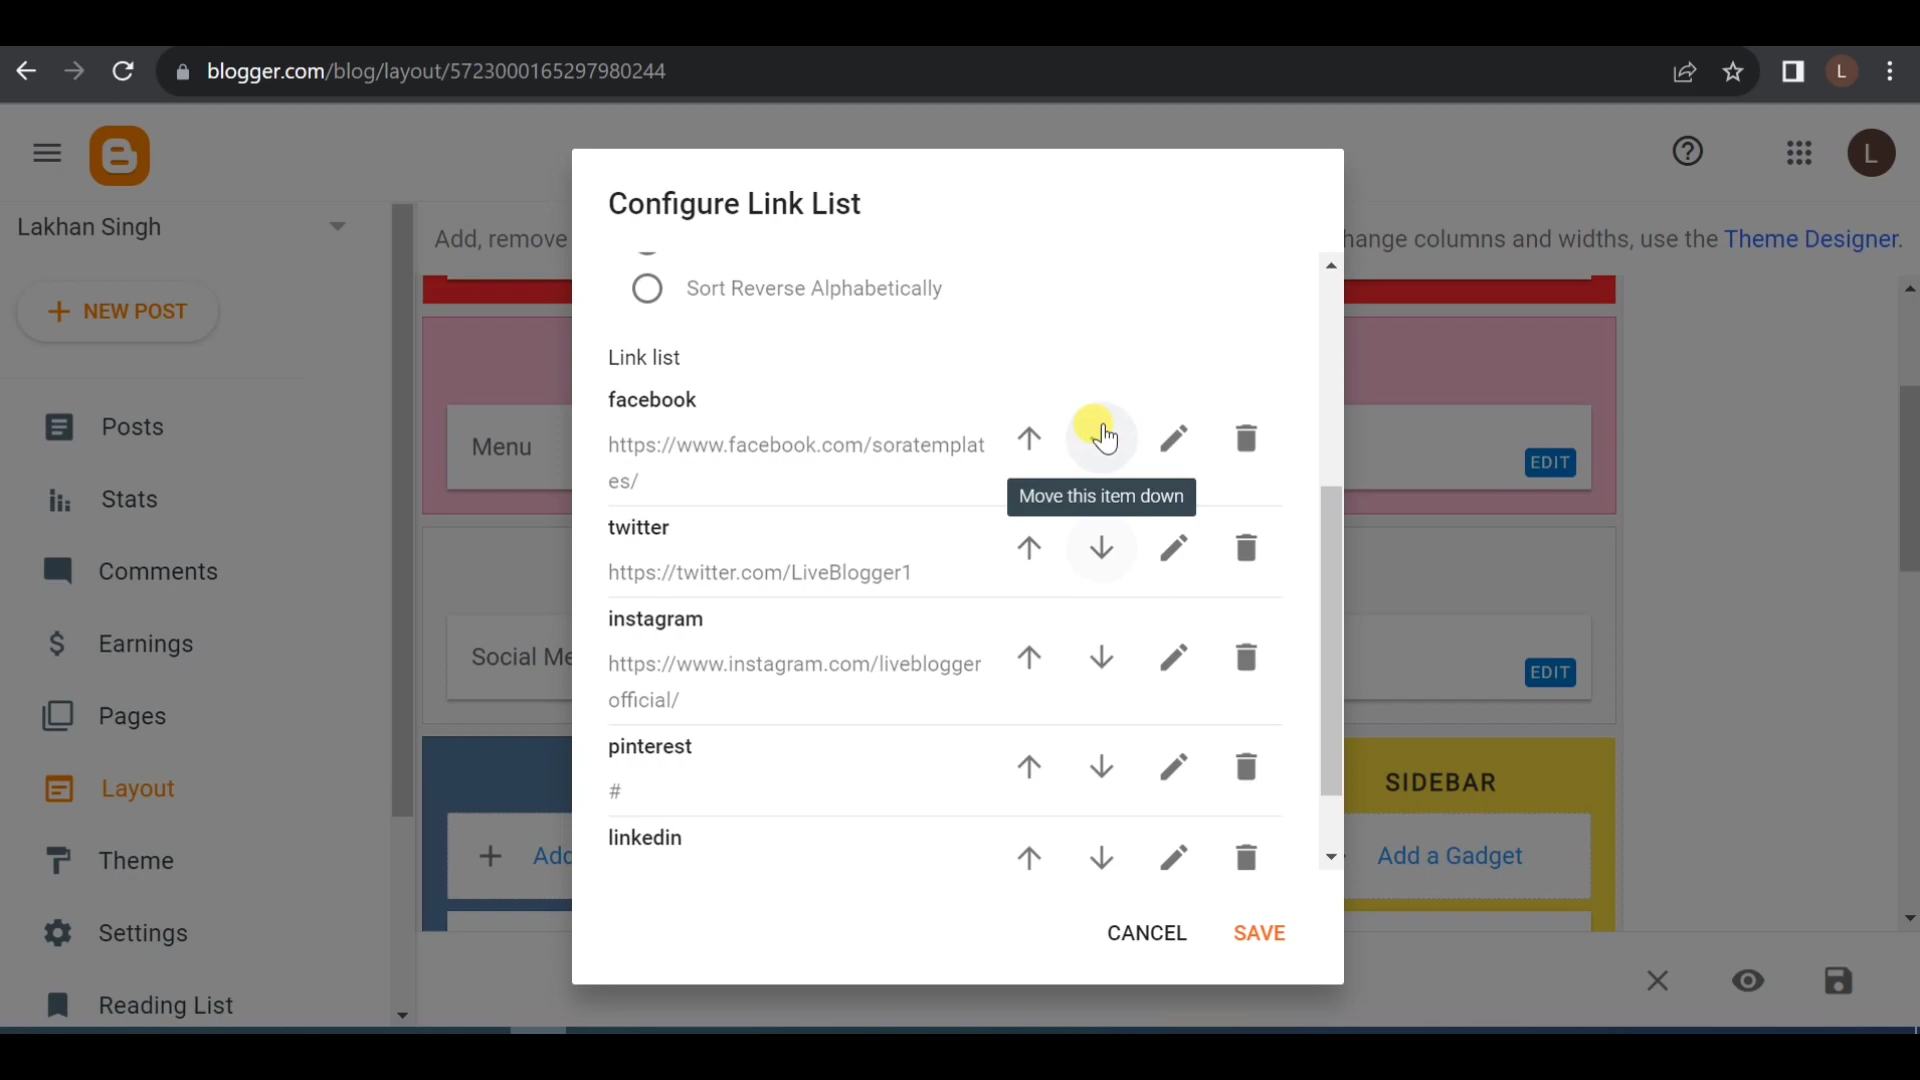 blogger.com/blog/layout/5723000165297980244
L
L
Lakhan Singh
NEW POST
Posts
Stats
Comments
Earnings
Pages
Layout
Theme
Settings
Reading List
Add, remove
hange columns and widths, use the Theme Designer.
Menu
EDIT
Social Me
EDIT
SIDEBAR
Add
Add a Gadget
Configure Link List
Sort Reverse Alphabetically
Link list
facebook
https://www.facebook.com/soratemplat
es/
Move this item down
twitter
https://twitter.com/LiveBlogger1
instagram
https://www.instagram.com/liveblogger
official/
pinterest
#
linkedin
CANCEL SAVE